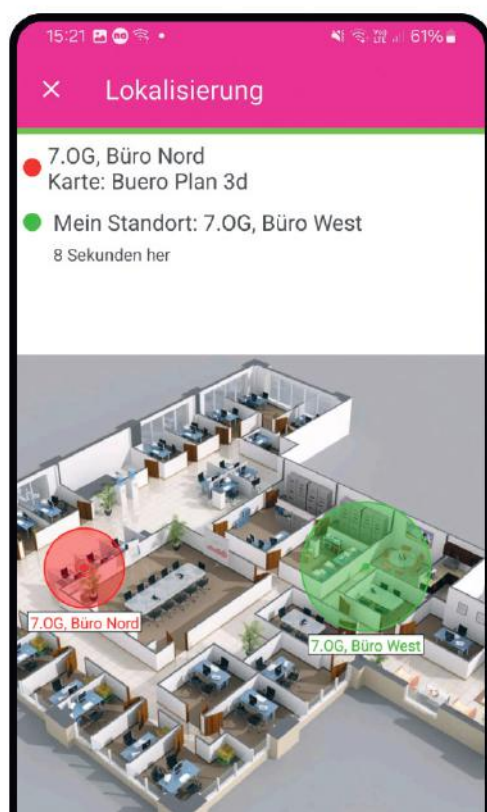 15:21 61%
Lokalisierung
7.OG, Büro Nord
Karte: Buero Plan 3d
Mein Standort: 7.OG, Büro West
8 Sekunden her
7.OG, Büro Nord
7.OG, Büro West